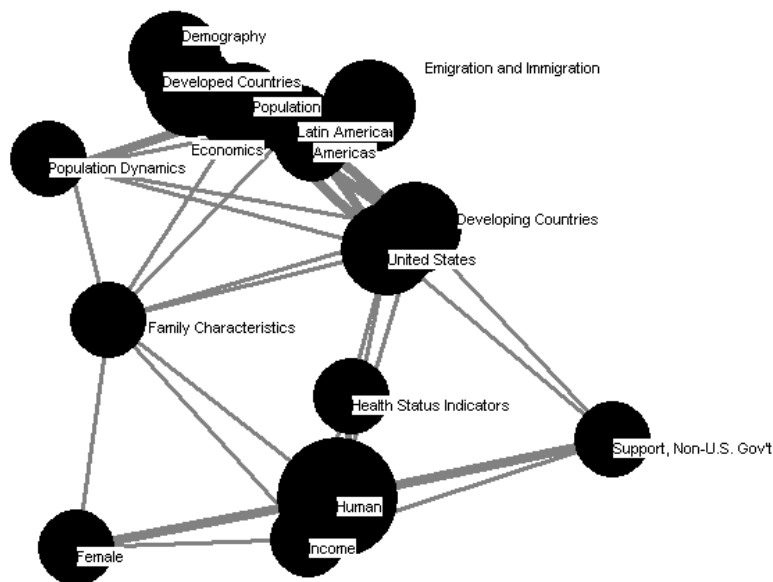 Demography
Emigration and Immigration
Developed Countries
Population
Latin America
Economics
Americas
Population Dynamics
Developing Countries
United States
Family Characteristics
Health Status Indicators
Support, Non-U.S. Gov't
Human
Income
Female